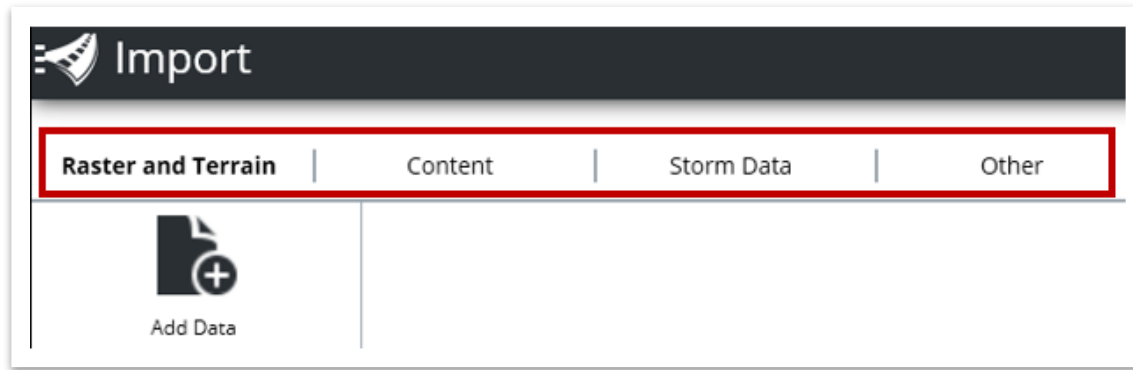 Import
Raster and Terrain | Content | Storm Data | Other
Add Data